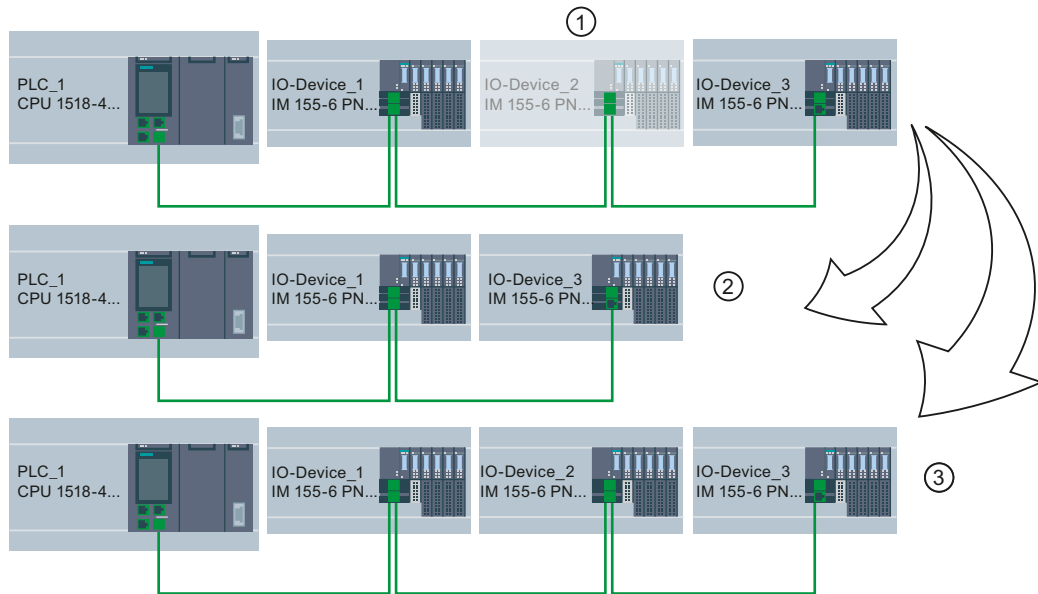 ①
PLC_1
CPU 1518-4...
IO-Device_1
IM 155-6 PN...
IO-Device_2
IM 155-6 PN...
IO-Device_3
IM 155-6 PN...
PLC_1
CPU 1518-4...
IO-Device_1
IM 155-6 PN...
IO-Device_3
IM 155-6 PN...
②
PLC_1
CPU 1518-4...
IO-Device_1
IM 155-6 PN...
IO-Device_2
IM 155-6 PN...
IO-Device_3
IM 155-6 PN...
③